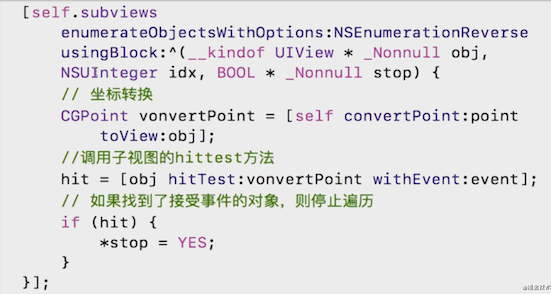 [self.subviews
enumerateObjectsWithOptions:NSEnumerationReverse
usingBlock:^(__kindof UIView * _Nonnull obj,
NSUInteger idx, BOOL * _Nonnull stop) {
// 坐标转换
CGPoint vonvertPoint = [self convertPoint:point
toView:obj];
//调用子视图的hittest方法
hit = [obj hitTest:vonvertPoint withEvent:event];
// 如果找到了接受事件的对象，则停止遍历
if (hit) {
*stop = YES;
}
}];